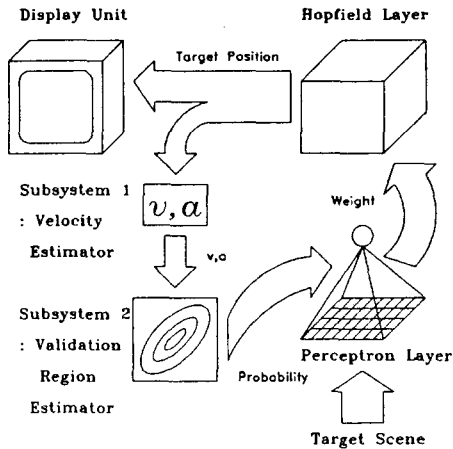 Display Unit
Hopfield Layer
Target Position
Subsystem 1
: Velocity
Estimator
v, a
Weight
v,a
Subsystem 2
: Validation
Region
Estimator
Probability
Perceptron Layer
Target Scene